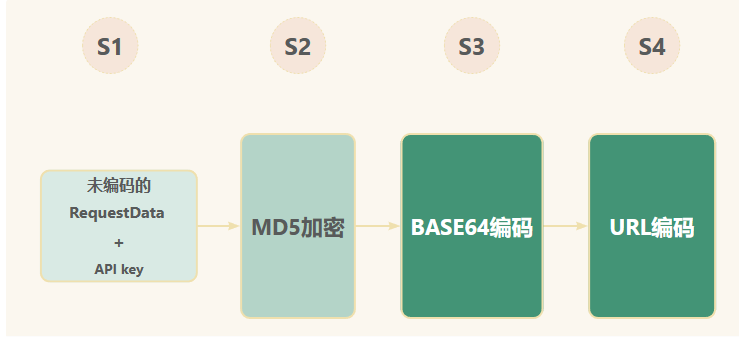 S1
S2
S3
S4
未编码的
RequestData
+
API key
MD5加密
BASE64编码
URL编码